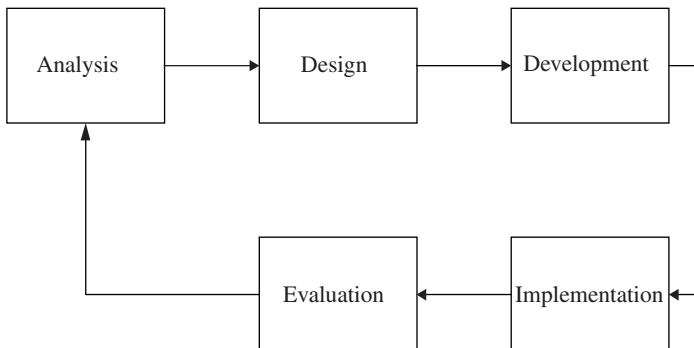 Analysis
Design
Development
Evaluation
Implementation